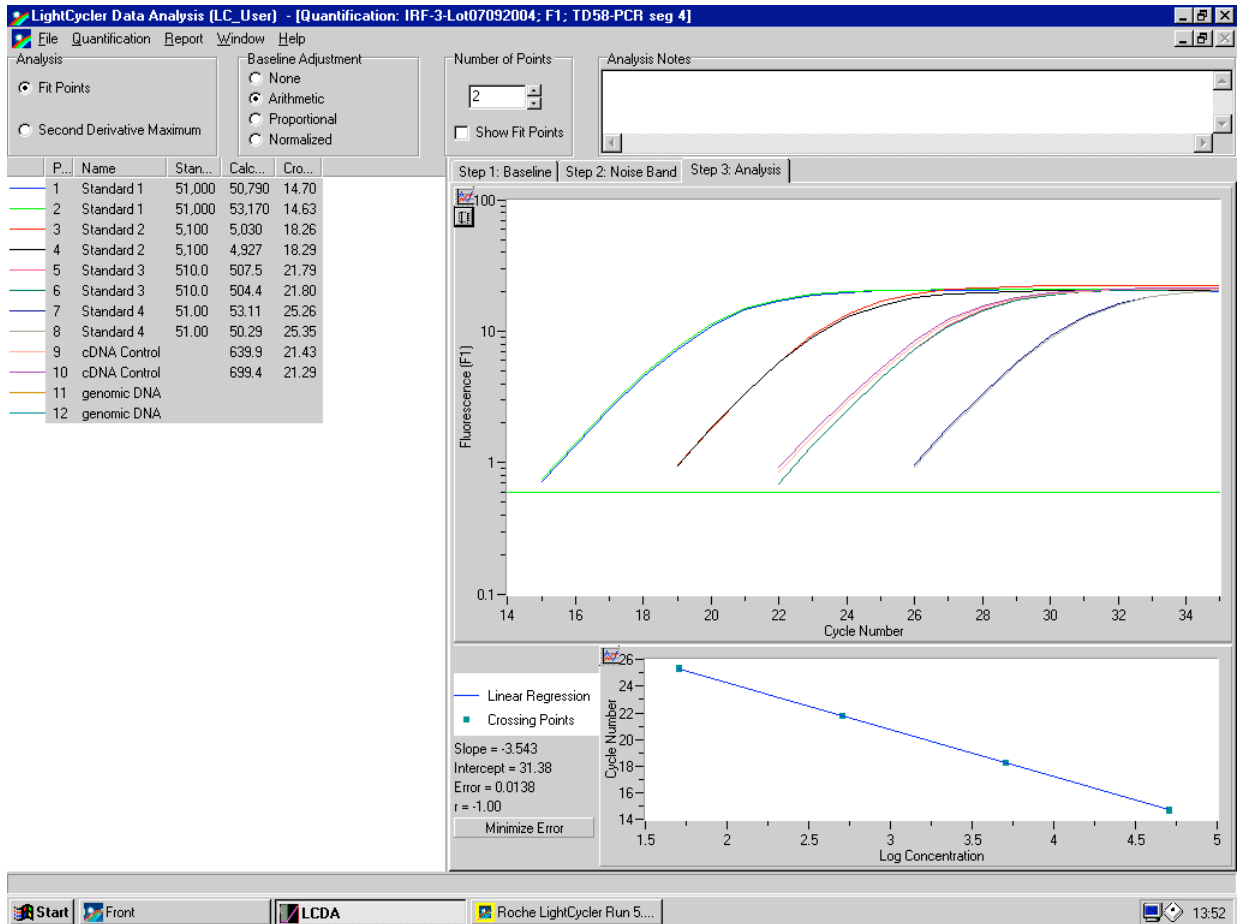 LightCycler Data Analysis (LC_User) - [Quantification: IRF-3-Lot07092004; F1; TD58-PCR seg 4]
File Quantification Report Window Help
Analysis
Fit Points
Second Derivative Maximum
Baseline Adjustment
None
Arithmetic
Proportional
Normalized
Number of Points
2
Show Fit Points
Analysis Notes
P... Name Stan... Calc... Cro...
1 Standard 1 51,000 50,790 14.70
2 Standard 1 51,000 53,170 14.63
3 Standard 2 5,100 5,030 18.26
4 Standard 2 5,100 4,927 18.29
5 Standard 3 510.0 507.5 21.79
6 Standard 3 510.0 504.4 21.80
7 Standard 4 51.00 53.11 25.26
8 Standard 4 51.00 50.29 25.35
9 cDNA Control 639.9 21.43
10 cDNA Control 699.4 21.29
11 genomic DNA
12 genomic DNA
Step 1: Baseline Step 2: Noise Band Step 3: Analysis
100
10
1
0.1
Fluorescence (F1)
14 16 18 20 22 24 26 28 30 32 34
Cycle Number
Linear Regression
Crossing Points
Slope = -3.543
Intercept = 31.38
Error = 0.0138
r = -1.00
Minimize Error
26
24
22
20
18
16
14
Cycle Number
1.5 2 2.5 3 3.5 4 4.5 5
Log Concentration
Start Front LCDA Roche LightCycler Run 5.... 13:52